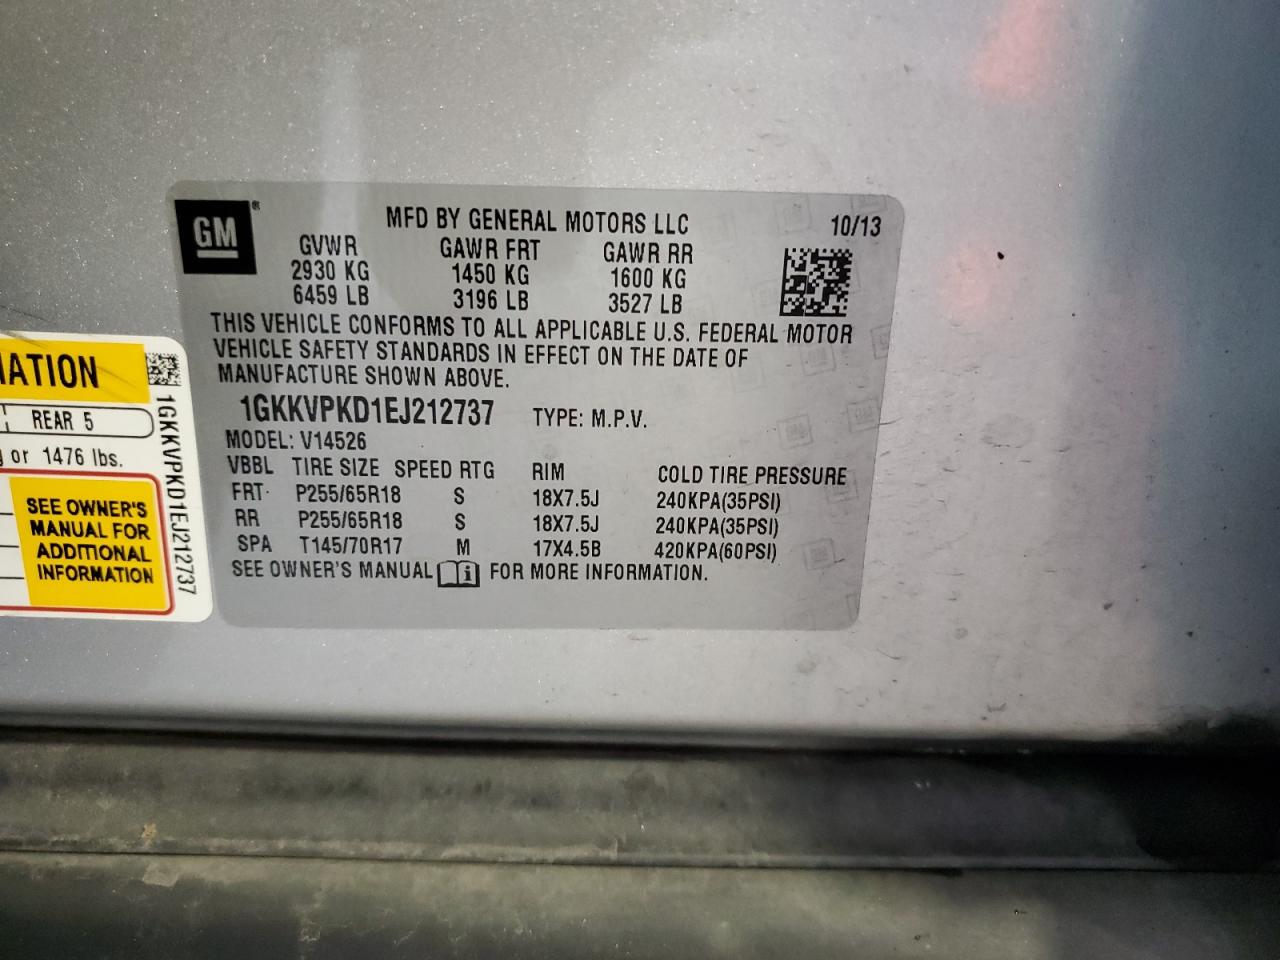 GM
MFD BY GENERAL MOTORS LLC 10/13
GVWR GAWR FRT GAWR RR
2930 KG 1450 KG 1600 KG
6459 LB 3196 LB 3527 LB
THIS VEHICLE CONFORMS TO ALL APPLICABLE U.S. FEDERAL MOTOR
VEHICLE SAFETY STANDARDS IN EFFECT ON THE DATE OF
MANUFACTURE SHOWN ABOVE.
1GKKVPKD1EJ212737 TYPE: M.P.V.
MODEL: V14526
VBBL TIRE SIZE SPEED RTG RIM COLD TIRE PRESSURE
FRT P255/65R18 S 18X7.5J 240KPA(35PSI)
RR P255/65R18 S 18X7.5J 240KPA(35PSI)
SPA T145/70R17 M 17X4.5B 420KPA(60PSI)
SEE OWNER'S MANUAL i FOR MORE INFORMATION.
REAR 5
or 1476 lbs.
SEE OWNER'S
MANUAL FOR
ADDITIONAL
INFORMATION
1GKKVPKD1EJ212737